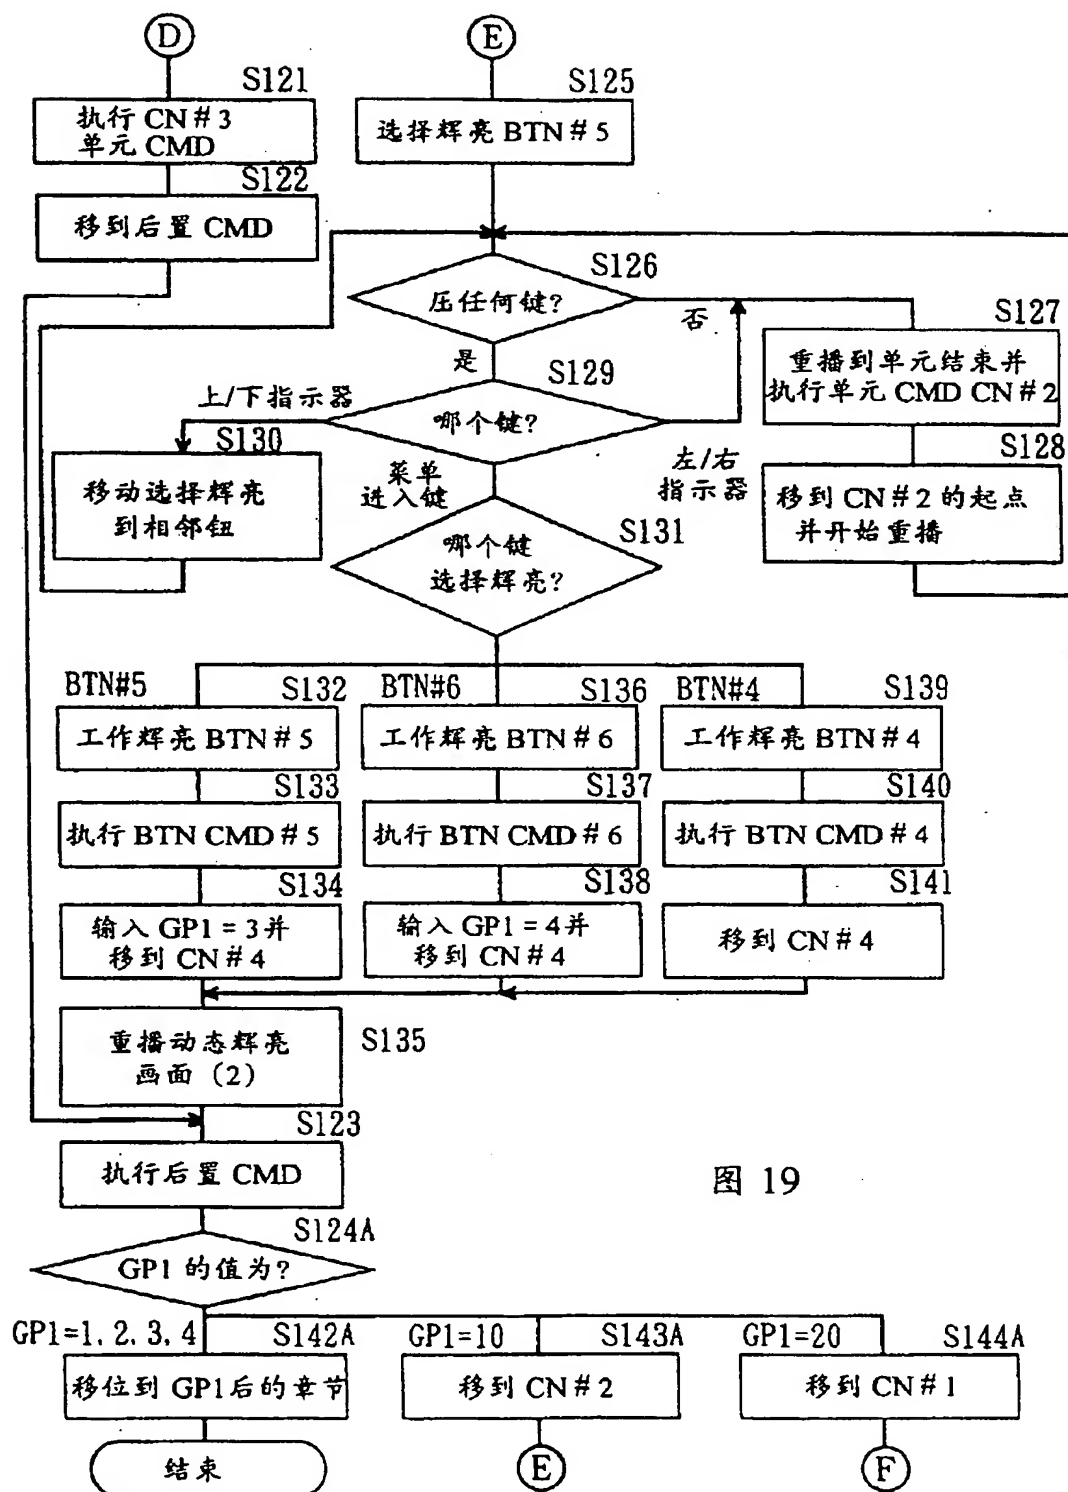 D
E
S121
执行 CN#3
单元 CMD
S125
选择辉亮 BTN#5
S122
移到后置 CMD
S126
压任何键?
否
是
S127
重播到单元结束并
执行单元 CMD CN#2
S129
上/下指示器
哪个键?
S130
移动选择辉亮
到相邻钮
菜单
进入键
左/右
指示器
S128
移到 CN#2 的起点
并开始重播
S131
哪个键
选择辉亮?
BTN#5
S132
工作辉亮 BTN#5
BTN#6
S136
工作辉亮 BTN#6
BTN#4
S139
工作辉亮 BTN#4
S133
执行 BTN CMD#5
S137
执行 BTN CMD#6
S140
执行 BTN CMD#4
S134
输入 GP1=3并
移到 CN#4
S138
输入 GP1=4并
移到 CN#4
S141
移到 CN#4
重播动态辉亮
画面 (2)
S135
S123
执行后置 CMD
图 19
S124A
GP1 的值为?
GP1=1.2.3.4
S142A
移位到 GP1后的章节
GP1=10
S143A
移到 CN#2
GP1=20
S144A
移到 CN#1
结束
E
F